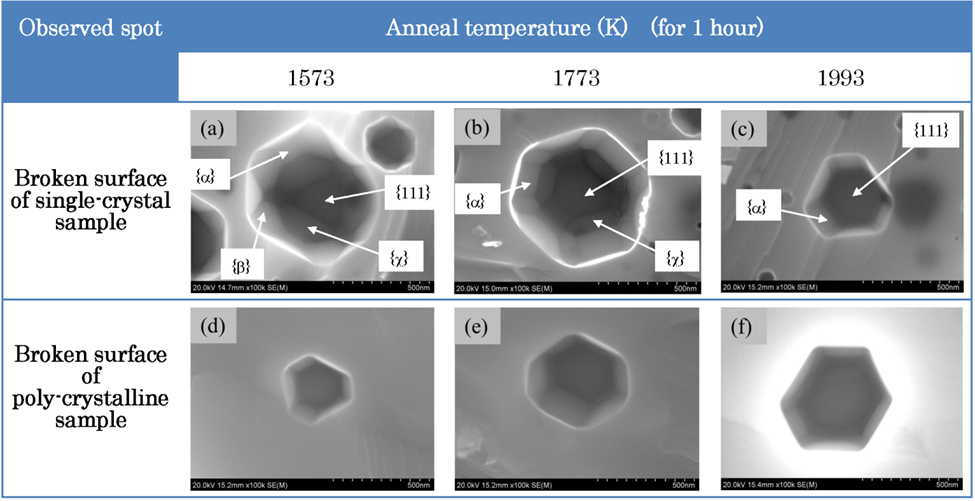 Observed spot
Anneal temperature (K) (for 1 hour)
1573
1773
1993
Broken surface
of single-crystal
sample
(a)
{α}
{111}
{β}
{χ}
20.0kV 14.7mm x100k SE(M)
500nm
(b)
{111}
{α}
{χ}
20.0kV 15.0mm x100k SE(M)
500nm
(c)
{111}
{α}
20.0kV 15.2mm x100k SE(M)
500nm
Broken surface
of
poly-crystalline
sample
(d)
20.0kV 15.2mm x100k SE(M)
500nm
(e)
20.0kV 15.2mm x100k SE(M)
500nm
(f)
20.0kV 15.4mm x100k SE(M)
500nm